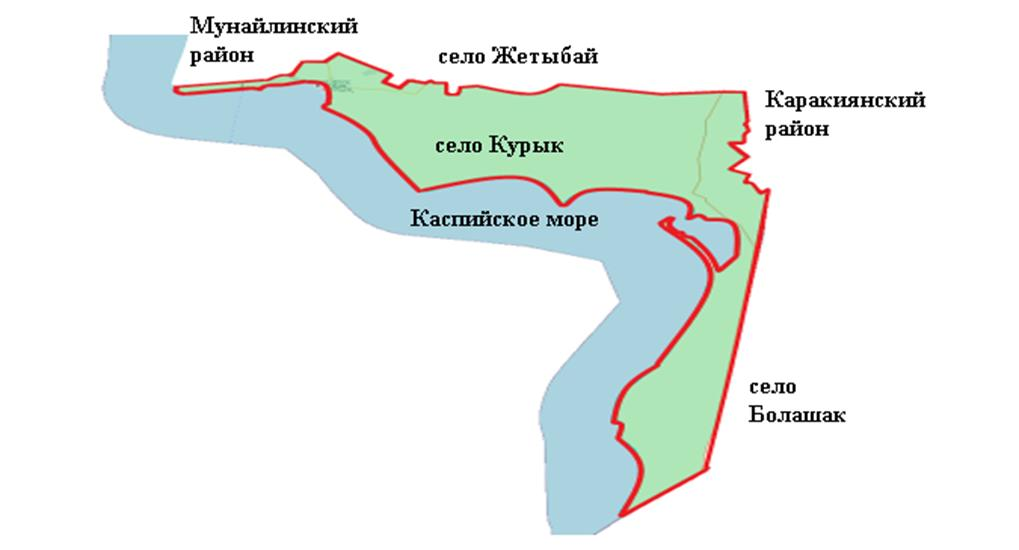 Мунайлинский
район
село Жетыбай
Каракиянский
район
село Курык
Каспийское море
село
Болашак